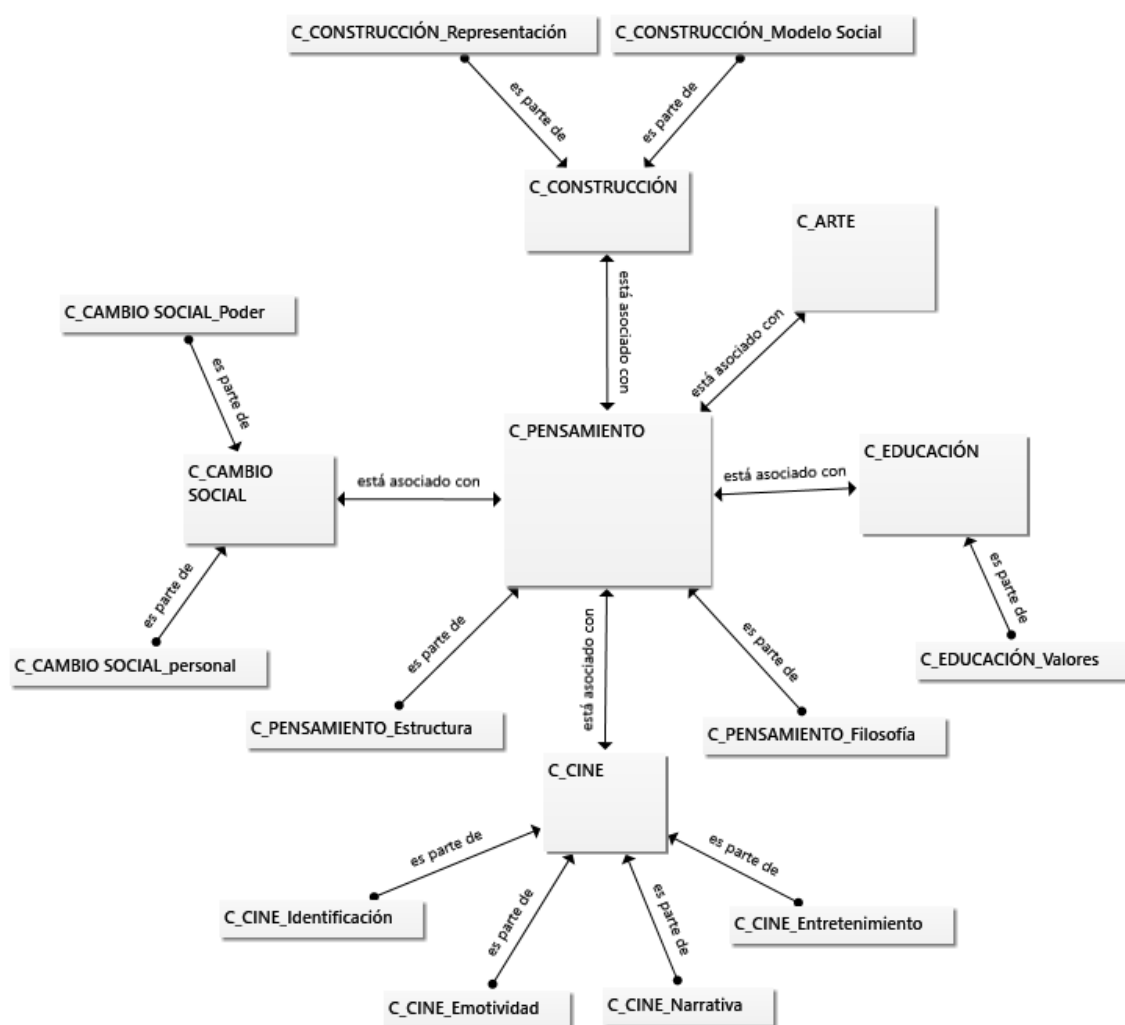 C_CONSTRUCCIÓN_Representación
C_CONSTRUCCIÓN_Modelo Social
es parte de
es parte de
C_CONSTRUCCIÓN
C_ARTE
está asociado con
está asociado con
C_CAMBIO SOCIAL_Poder
es parte de
C_PENSAMIENTO
C_EDUCACIÓN
C_CAMBIO
SOCIAL
está asociado con
está asociado con
es parte de
es parte de
C_CAMBIO SOCIAL_personal
C_EDUCACIÓN_Valores
es parte de
está asociado con
es parte de
C_PENSAMIENTO_Estructura
C_PENSAMIENTO_Filosofía
C_CINE
es parte de
es parte de
es parte de
es parte de
C_CINE_Identificación
C_CINE_Entretenimiento
C_CINE_Emotividad
C_CINE_Narrativa